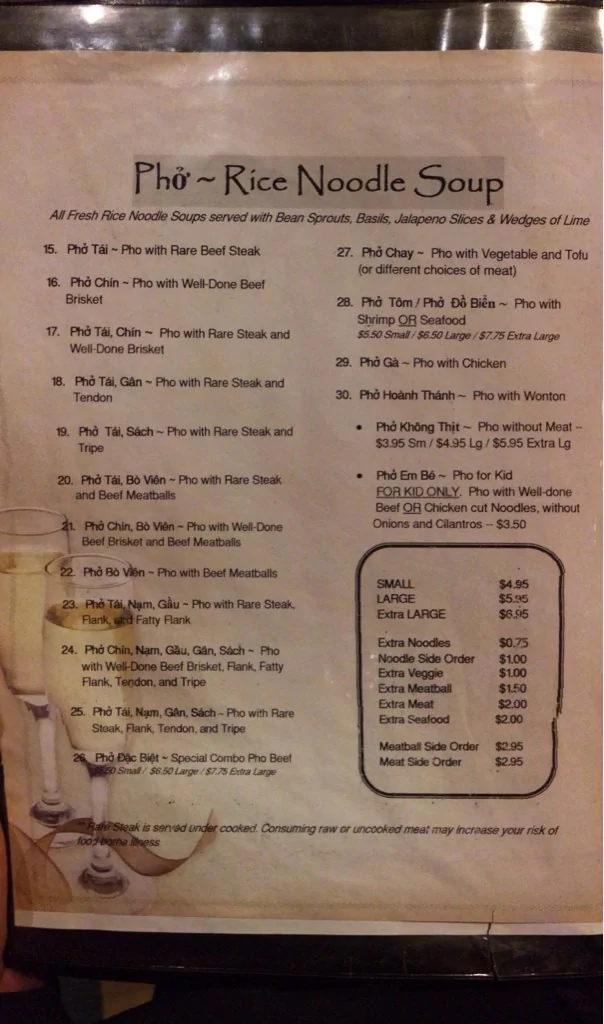 Phở ~ Rice Noodle Soup
All Fresh Rice Noodle Soups served with Bean Sprouts, Basils, Jalapeno Slices & Wedges of Lime
15. Phở Tái ~ Pho with Rare Beef Steak
16. Phở Chín ~ Pho with Well-Done Beef
Brisket
17. Phở Tái, Chín ~ Pho with Rare Steak and
Well-Done Brisket
18. Phở Tái, Gân ~ Pho with Rare Steak and
Tendon
19. Phở Tái, Sách ~ Pho with Rare Steak and
Tripe
20. Phở Tái, Bò Viên ~ Pho with Rare Steak
and Beef Meatballs
21. Phở Chín, Bò Viên ~ Pho with Well-Done
Beef Brisket and Beef Meatballs
22. Phở Bò Viên ~ Pho with Beef Meatballs
23. Phở Tái, Nạm, Gầu ~ Pho with Rare Steak,
Flank, and Fatty Flank
24. Phở Chín, Nạm, Gầu, Gân, Sách ~ Pho
with Well-Done Beef Brisket, Flank, Fatty
Flank, Tendon, and Tripe
25. Phở Tái, Nạm, Gân, Sách ~ Pho with Rare
Steak, Flank, Tendon, and Tripe
26. Phở Đặc Biệt ~ Special Combo Pho Beef
Small / $6.50 Large / $7.75 Extra Large
27. Phở Chay ~ Pho with Vegetable and Tofu
(or different choices of meat)
28. Phở Tôm / Phở Đồ Biển ~ Pho with
Shrimp OR Seafood
$5.50 Small / $6.50 Large / $7.75 Extra Large
29. Phở Gà ~ Pho with Chicken
30. Phở Hoành Thánh ~ Pho with Wonton
• Phở Không Thịt ~ Pho without Meat --
$3.95 Sm / $4.95 Lg / $5.95 Extra Lg
• Phở Em Bé ~ Pho for Kid
FOR KID ONLY. Pho with Well-done
Beef OR Chicken cut Noodles, without
Onions and Cilantros -- $3.50
SMALL $4.95
LARGE $5.95
Extra LARGE $6.95
Extra Noodles $0.75
Noodle Side Order $1.00
Extra Veggie $1.00
Extra Meatball $1.50
Extra Meat $2.00
Extra Seafood $2.00
Meatball Side Order $2.95
Meat Side Order $2.95
Rare Steak is served under cooked. Consuming raw or uncooked meat may increase your risk of
food borne illness